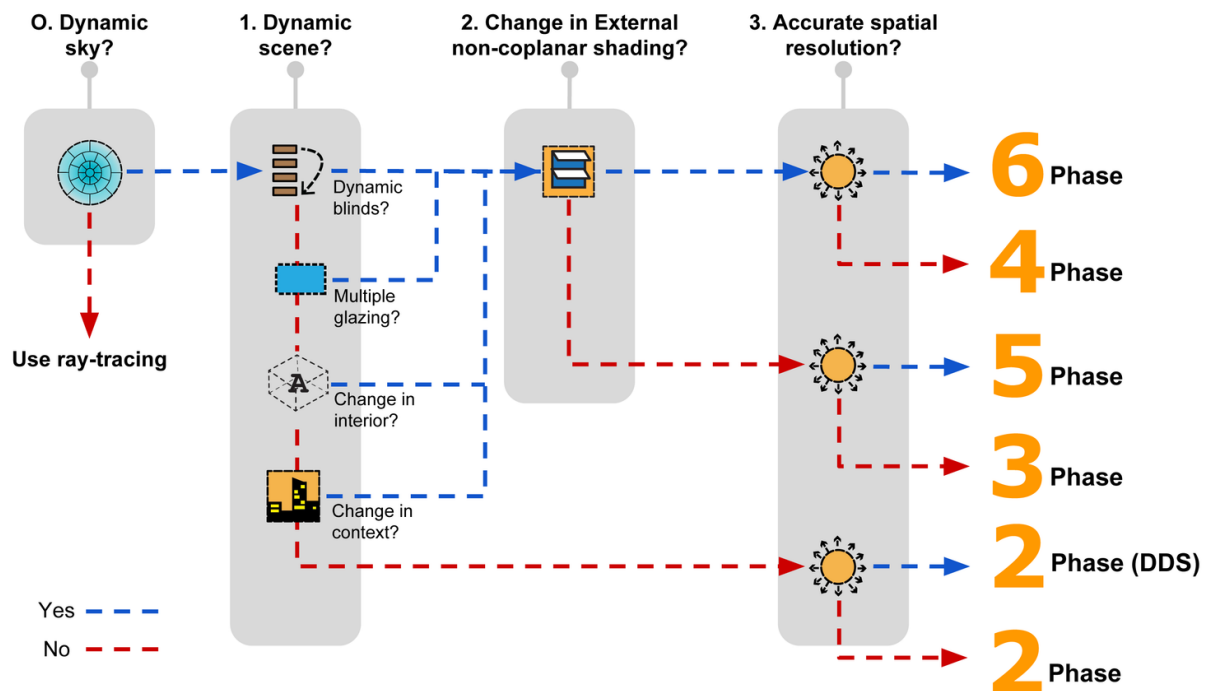 O. Dynamic
sky?
1. Dynamic
scene?
2. Change in External
non-coplanar shading?
3. Accurate spatial
resolution?
Dynamic
blinds?
6 Phase
4 Phase
Multiple
glazing?
Use ray-tracing
A
Change in
interior?
5 Phase
3 Phase
Change in
context?
2 Phase (DDS)
Yes
No
2 Phase